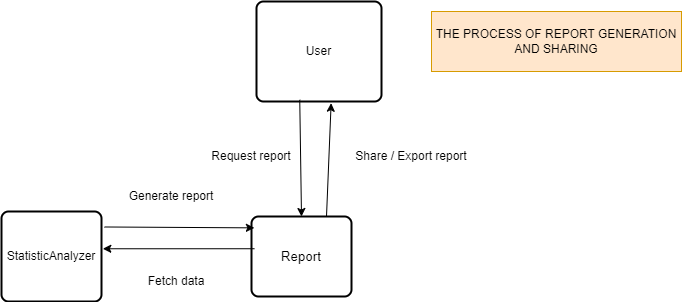 User
THE PROCESS OF REPORT GENERATION
AND SHARING
Request report
Share / Export report
Generate report
StatisticAnalyzer
Report
Fetch data